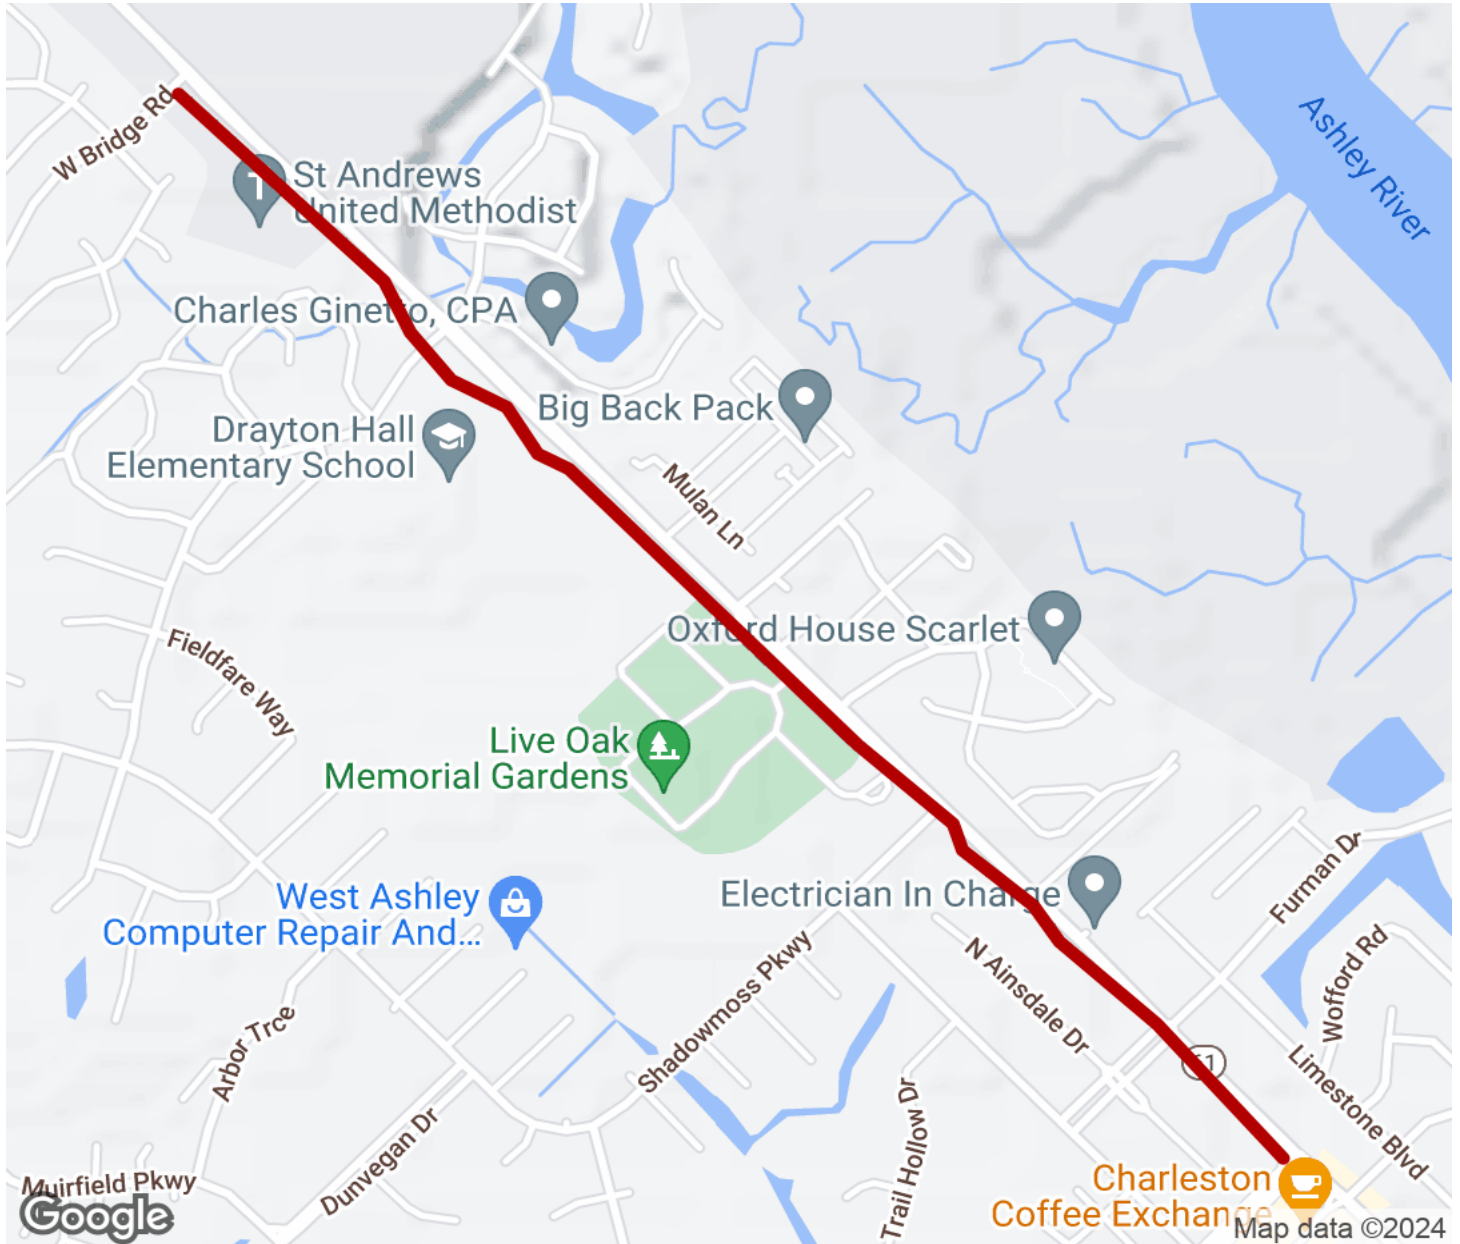 W Bridge Rd
Ashley River
St Andrews
United Methodist
Charles Ginetto, CPA
Big Back Pack
Drayton Hall
Elementary School
Mulan Ln
Oxford House Scarlet
Fieldfare Way
Live Oak
Memorial Gardens
Furman Dr
Electrician In Charge
West Ashley
Computer Repair And...
Wofford Rd
N Ainsdale Dr
Shadowmoss Pkwy
Arbor Trce
61
Limestone Blvd
Trail Hollow Dr
Dunvegan Dr
Muirfield Pkwy
Charleston
Coffee Exchange
Google
Map data ©2024